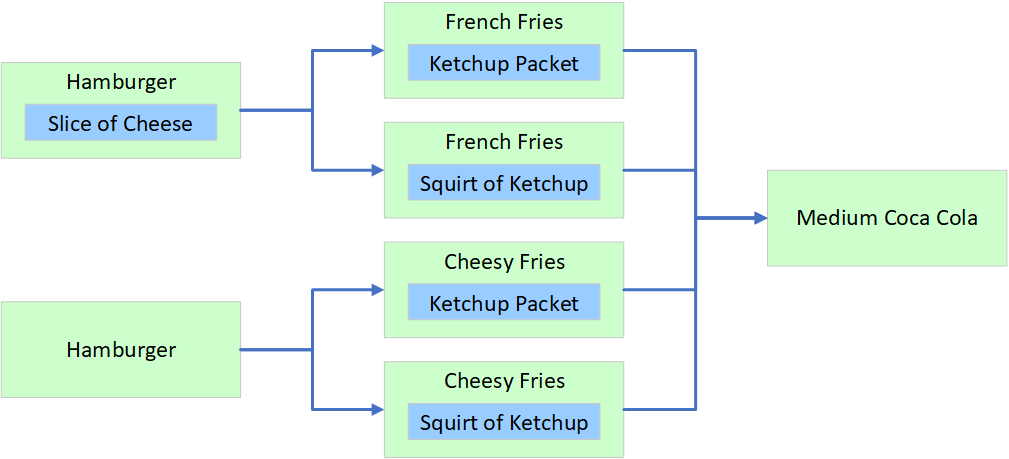 Hamburger
Slice of Cheese
Hamburger
French Fries
Ketchup Packet
French Fries
Squirt of Ketchup
Cheesy Fries
Ketchup Packet
Cheesy Fries
Squirt of Ketchup
Medium Coca Cola